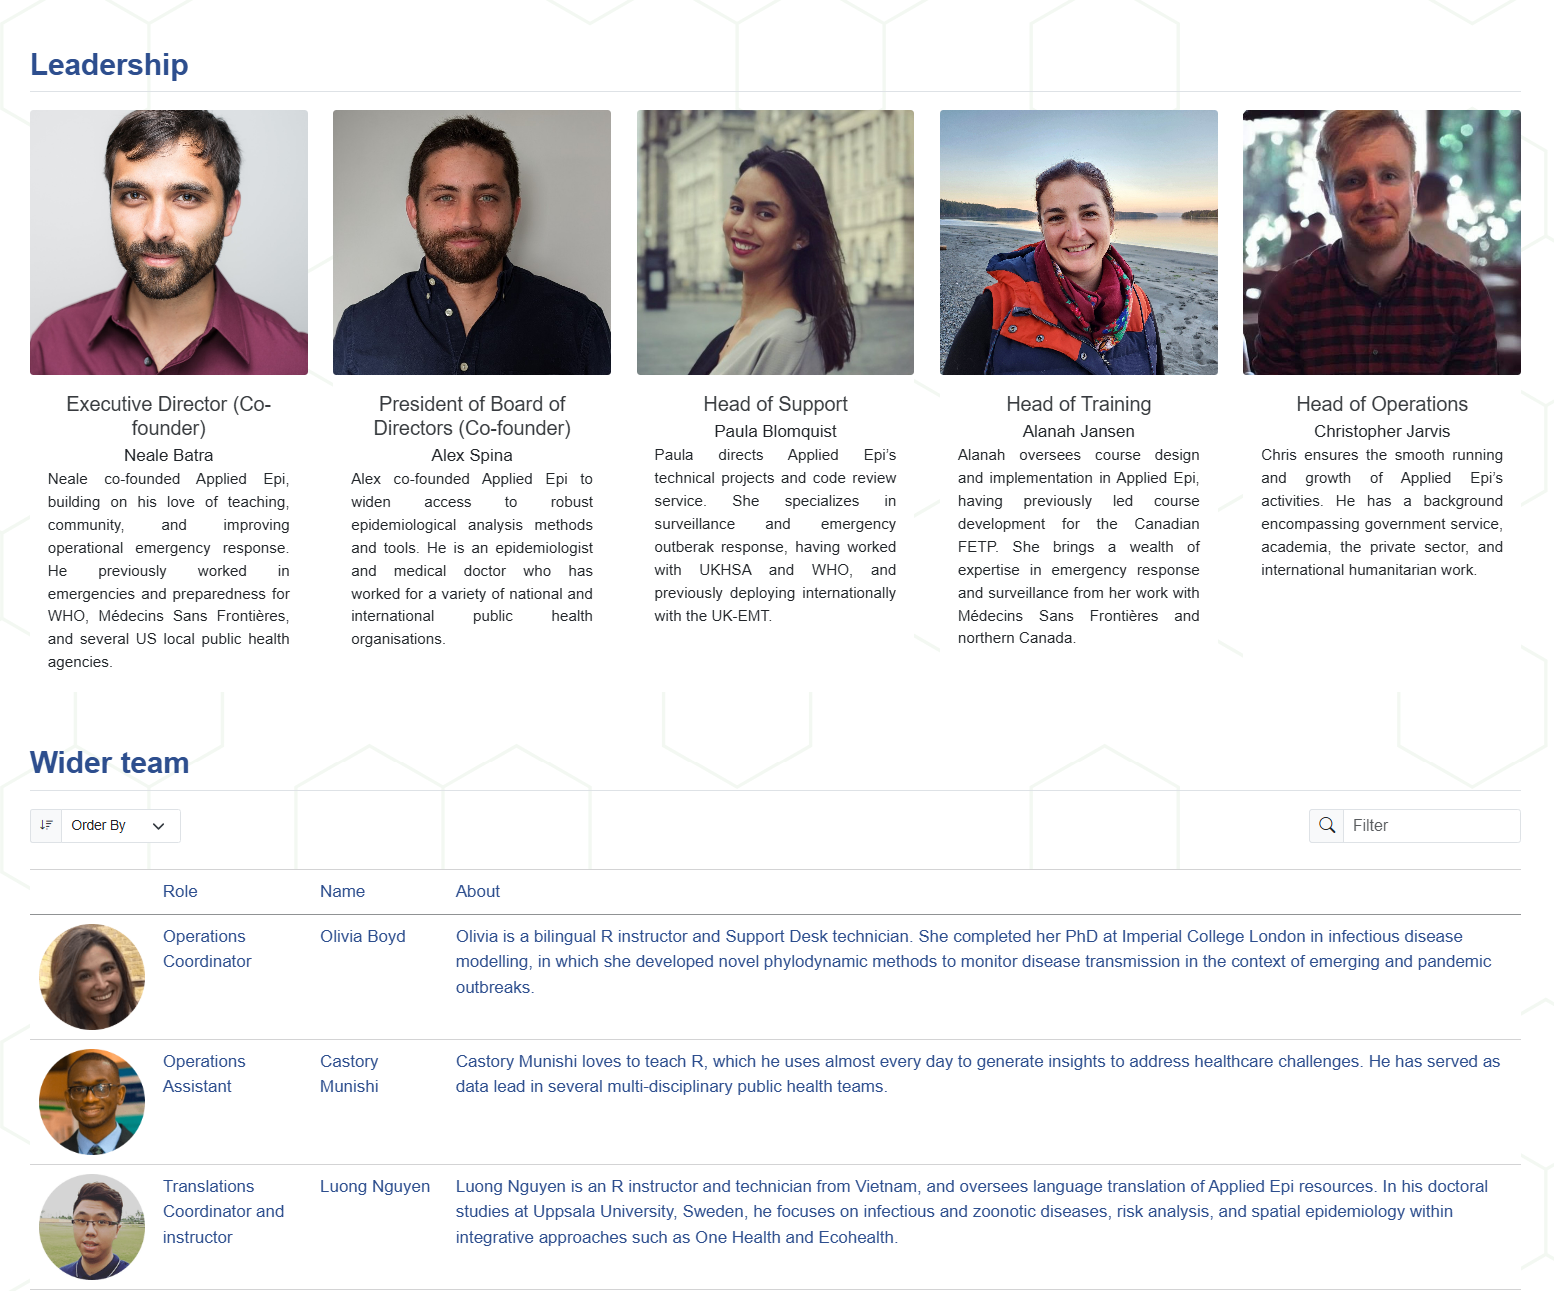 Leadership
Executive Director (Co-
founder)
Neale Batra
Neale co-founded Applied Epi,
building on his love of teaching,
community, and improving
operational emergency response.
He previously worked in
emergencies and preparedness for
WHO, Médecins Sans Frontières,
and several US local public health
agencies.
President of Board of
Directors (Co-founder)
Alex Spina
Alex co-founded Applied Epi to
widen access to robust
epidemiological analysis methods
and tools. He is an epidemiologist
and medical doctor who has
worked for a variety of national and
international public health
organisations.
Head of Support
Paula Blomquist
Paula directs Applied Epi’s
technical projects and code review
service. She specializes in
surveillance and emergency
outberak response, having worked
with UKHSA and WHO, and
previously deploying internationally
with the UK-EMT.
Head of Training
Alanah Jansen
Alanah oversees course design
and implementation in Applied Epi,
having previously led course
development for the Canadian
FETP. She brings a wealth of
expertise in emergency response
and surveillance from her work with
Médecins Sans Frontières and
northern Canada.
Head of Operations
Christopher Jarvis
Chris ensures the smooth running
and growth of Applied Epi’s
activities. He has a background
encompassing government service,
academia, the private sector, and
international humanitarian work.
Wider team
Order By
Filter
Role Name About
Operations
Coordinator
Olivia Boyd
Olivia is a bilingual R instructor and Support Desk technician. She completed her PhD at Imperial College London in infectious disease
modelling, in which she developed novel phylodynamic methods to monitor disease transmission in the context of emerging and pandemic
outbreaks.
Operations
Assistant
Castory
Munishi
Castory Munishi loves to teach R, which he uses almost every day to generate insights to address healthcare challenges. He has served as
data lead in several multi-disciplinary public health teams.
Translations
Coordinator and
instructor
Luong Nguyen
Luong Nguyen is an R instructor and technician from Vietnam, and oversees language translation of Applied Epi resources. In his doctoral
studies at Uppsala University, Sweden, he focuses on infectious and zoonotic diseases, risk analysis, and spatial epidemiology within
integrative approaches such as One Health and Ecohealth.